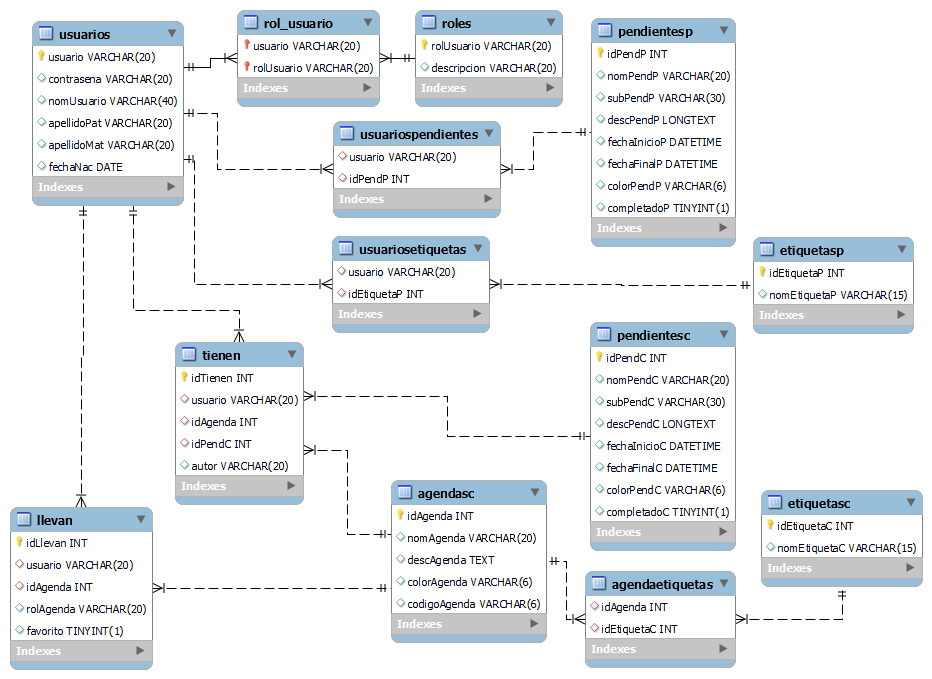 usuarios
usuario VARCHAR(20)
contrasena VARCHAR(20)
nomUsuario VARCHAR(40)
apellidoPat VARCHAR(20)
apellidoMat VARCHAR(20)
fechaNac DATE
Indexes
rol_usuario
usuario VARCHAR(20)
rolUsuario VARCHAR(20)
Indexes
roles
rolUsuario VARCHAR(20)
descripcion VARCHAR(20)
Indexes
pendientesp
idPendP INT
nomPendP VARCHAR(20)
subPendP VARCHAR(30)
descPendP LONGTEXT
fechaInicioP DATETIME
fechaFinalP DATETIME
colorPendP VARCHAR(6)
completadoP TINYINT(1)
Indexes
usuariospendientes
usuario VARCHAR(20)
idPendP INT
Indexes
usuariosetiquetas
usuario VARCHAR(20)
idEtiquetaP INT
Indexes
etiquetasp
idEtiquetaP INT
nomEtiquetaP VARCHAR(15)
Indexes
tienen
idTienen INT
usuario VARCHAR(20)
idAgenda INT
idPendC INT
autor VARCHAR(20)
Indexes
pendientesc
idPendC INT
nomPendC VARCHAR(20)
subPendC VARCHAR(30)
descPendC LONGTEXT
fechaInicioC DATETIME
fechaFinalC DATETIME
colorPendC VARCHAR(6)
completadoC TINYINT(1)
Indexes
llevan
idLlevan INT
usuario VARCHAR(20)
idAgenda INT
rolAgenda VARCHAR(20)
favorito TINYINT(1)
Indexes
agendasc
idAgenda INT
nomAgenda VARCHAR(20)
descAgenda TEXT
colorAgenda VARCHAR(6)
codigoAgenda VARCHAR(6)
Indexes
agendaetiquetas
idAgenda INT
idEtiquetaC INT
Indexes
etiquetasc
idEtiquetaC INT
nomEtiquetaC VARCHAR(15)
Indexes